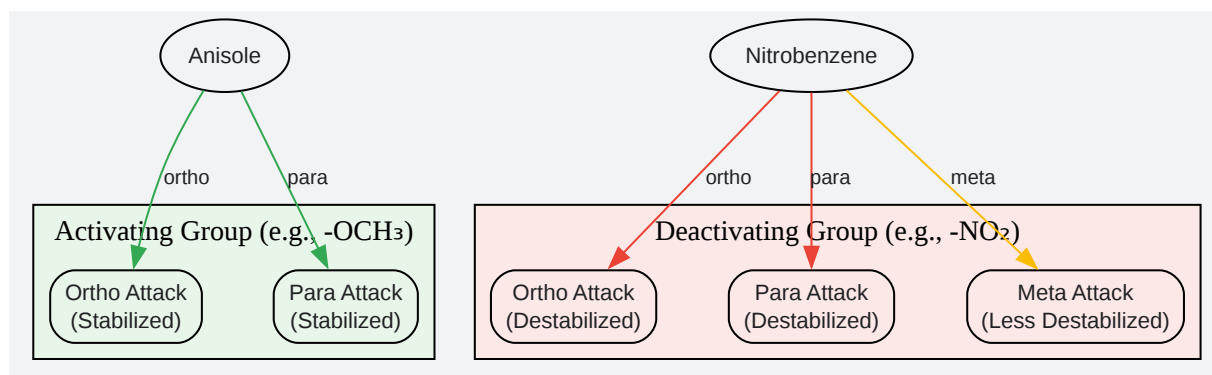 Anisole
Nitrobenzene
ortho
para
ortho
para
meta
Activating Group (e.g., -OCH₃)
Deactivating Group (e.g., -NO₂)
Ortho Attack
(Stabilized)
Para Attack
(Stabilized)
Ortho Attack
(Destabilized)
Para Attack
(Destabilized)
Meta Attack
(Less Destabilized)